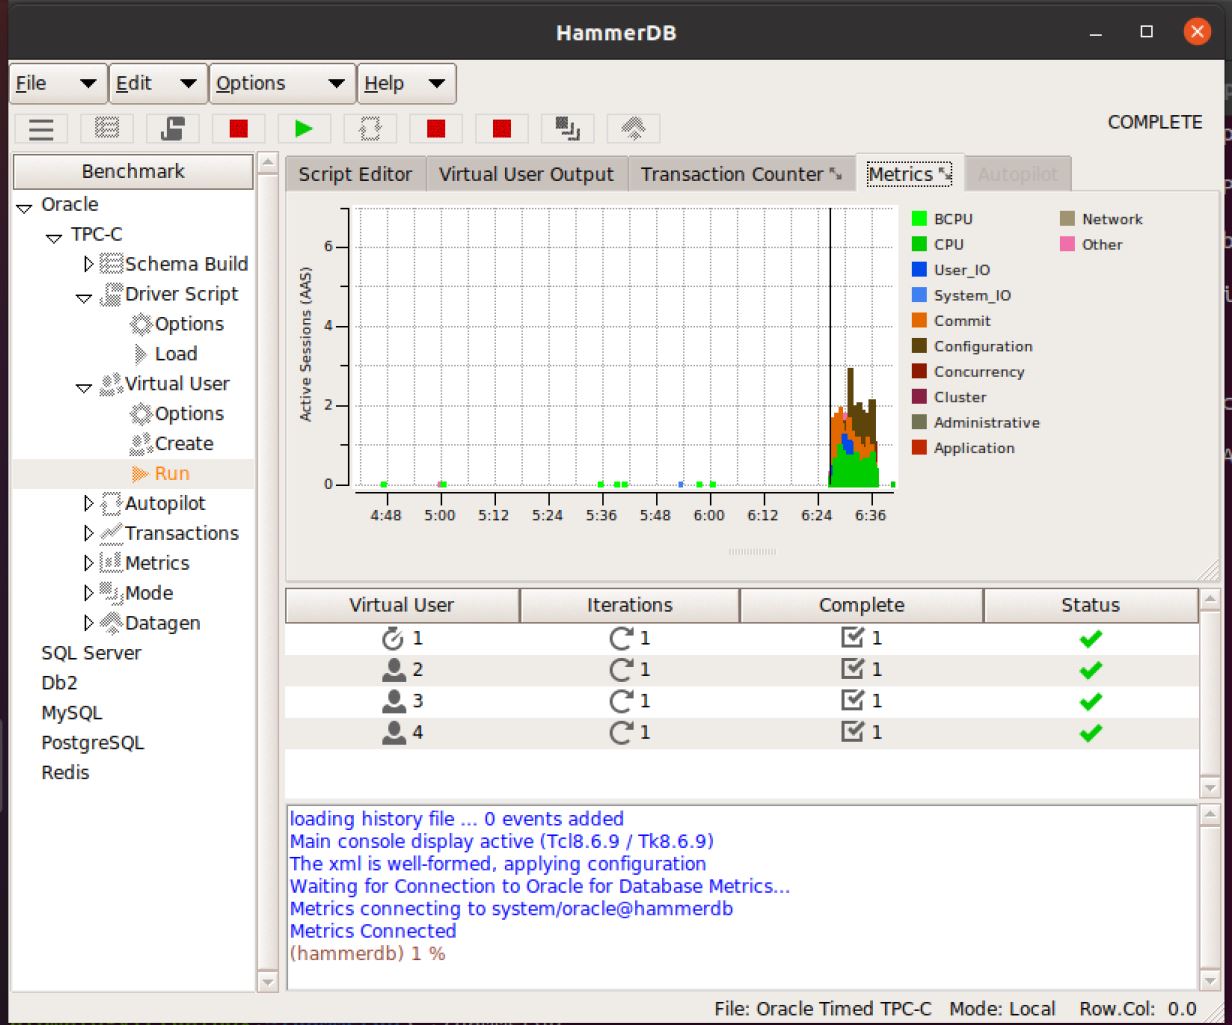 HammerDB
File Edit Options Help
COMPLETE
Benchmark
Oracle
TPC-C
Schema Build
Driver Script
Options
Load
Virtual User
Options
Create
Run
Autopilot
Transactions
Metrics
Mode
Datagen
SQL Server
Db2
MySQL
PostgreSQL
Redis
Script Editor Virtual User Output Transaction Counter Metrics Autopilot
Active Sessions (AAS)
6
4
2
0
4:48 5:00 5:12 5:24 5:36 5:48 6:00 6:12 6:24 6:36
BCPU
CPU
User_IO
System_IO
Commit
Configuration
Concurrency
Cluster
Administrative
Application
Network
Other
Virtual User Iterations Complete Status
1 1 1
2 1 1
3 1 1
4 1 1
loading history file ... 0 events added
Main console display active (Tcl8.6.9 / Tk8.6.9)
The xml is well-formed, applying configuration
Waiting for Connection to Oracle for Database Metrics...
Metrics connecting to system/oracle@hammerdb
Metrics Connected
(hammerdb) 1 %
File: Oracle Timed TPC-C Mode: Local Row.Col: 0.0